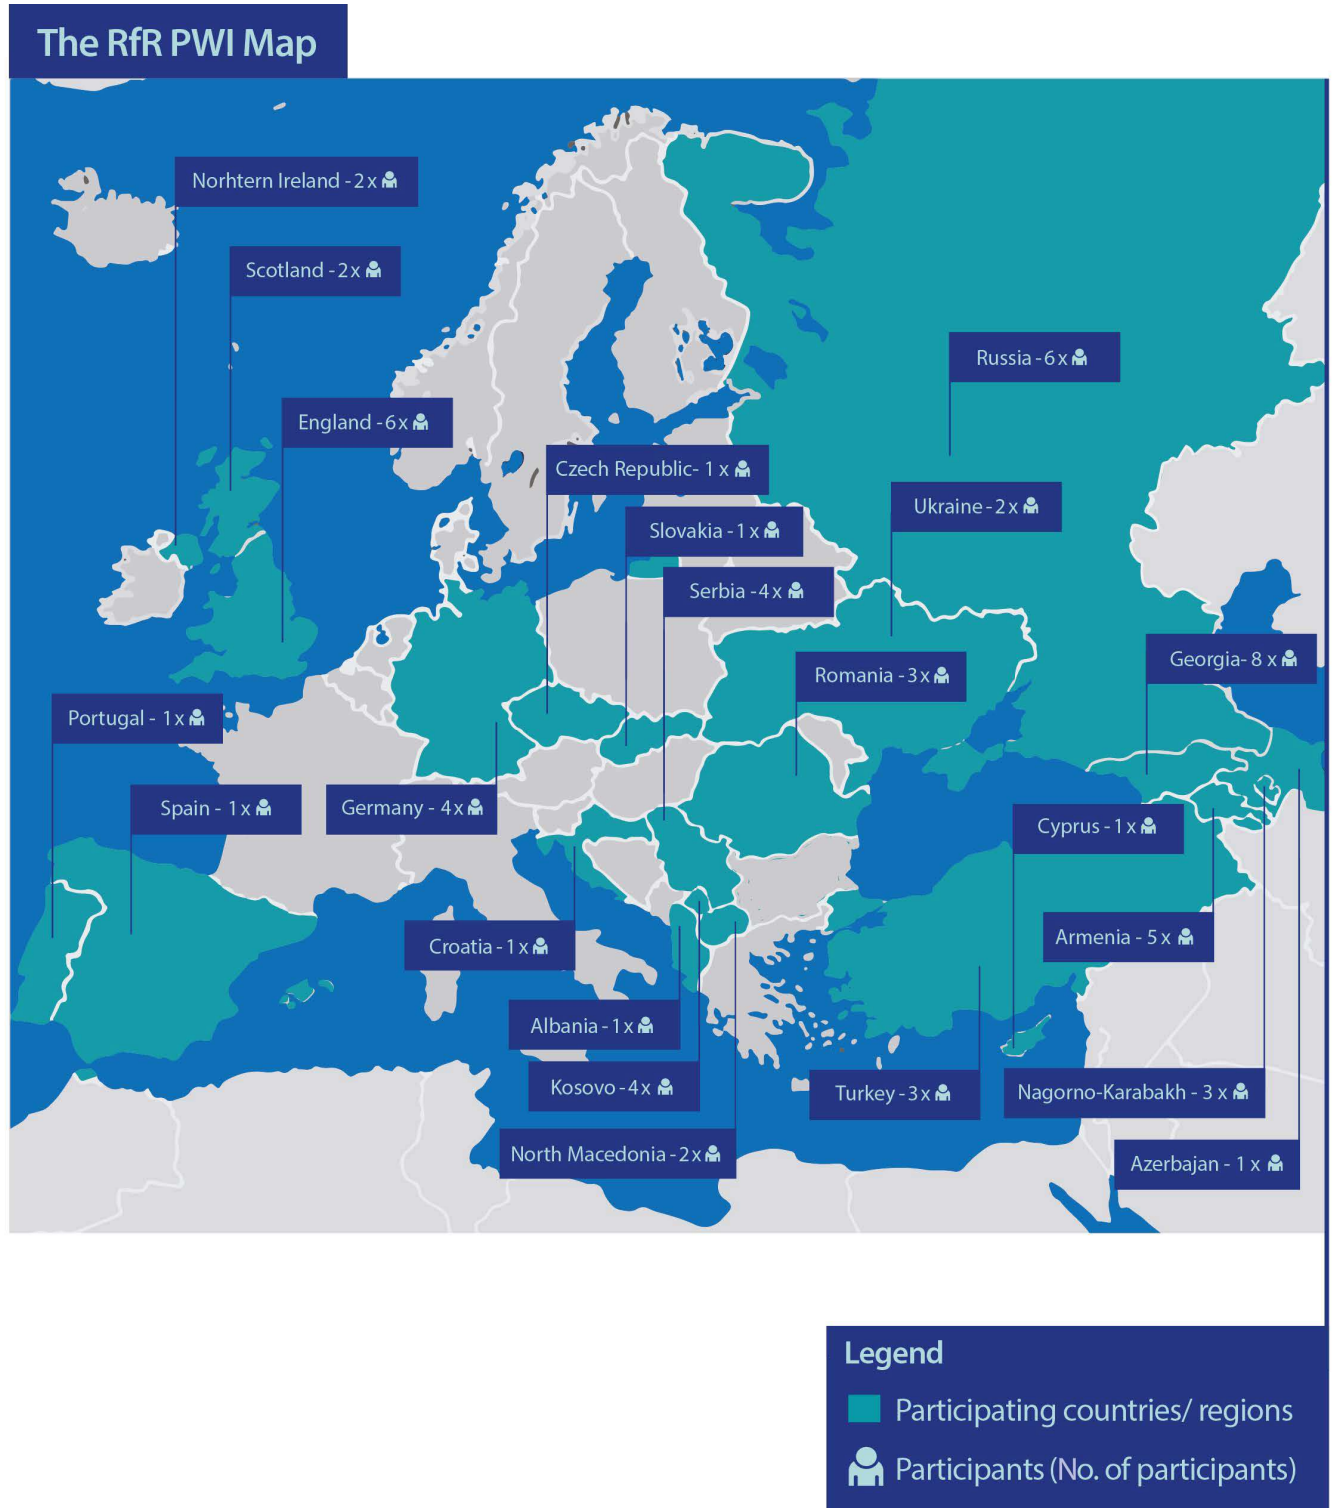 The RfR PWI Map
Norhtern Ireland - 2 x
Scotland - 2 x
Russia - 6 x
England - 6 x
Czech Republic- 1 x
Ukraine - 2 x
Slovakia - 1 x
Serbia - 4 x
Georgia- 8 x
Romania - 3 x
Portugal - 1 x
Spain - 1 x
Germany - 4 x
Cyprus - 1 x
Croatia - 1 x
Armenia - 5 x
Albania - 1 x
Kosovo - 4 x
Turkey - 3 x
Nagorno-Karabakh - 3 x
North Macedonia - 2 x
Azerbajan - 1 x
Legend
Participating countries/ regions
Participants (No. of participants)